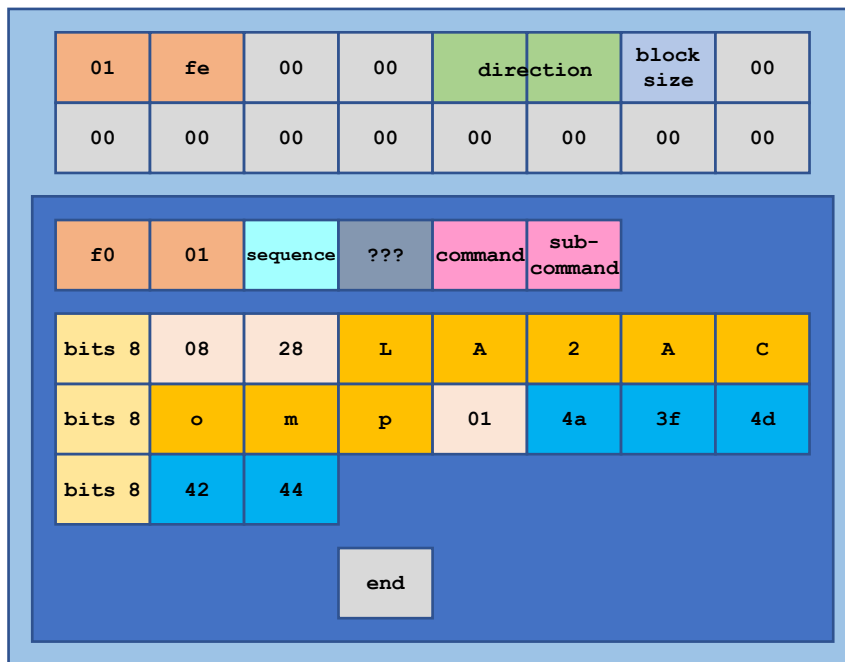 01 fe 00 00 direction block size 00
00 00 00 00 00 00 00 00
f0 01 sequence ??? command sub-command
bits 8 08 28 L A 2 A C
bits 8 o m p 01 4a 3f 4d
bits 8 42 44
end